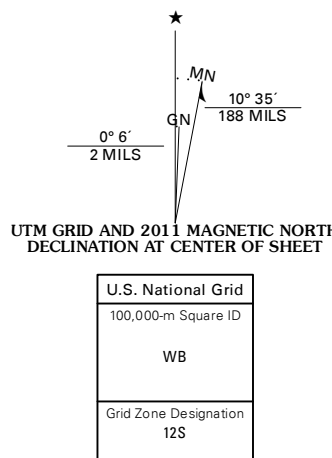 ★
MN
10° 35´
188 MILS
GN
0° 6´
2 MILS
UTM GRID AND 2011 MAGNETIC NORTH
DECLINATION AT CENTER OF SHEET
U.S. National Grid
100,000-m Square ID
WB
Grid Zone Designation
12S